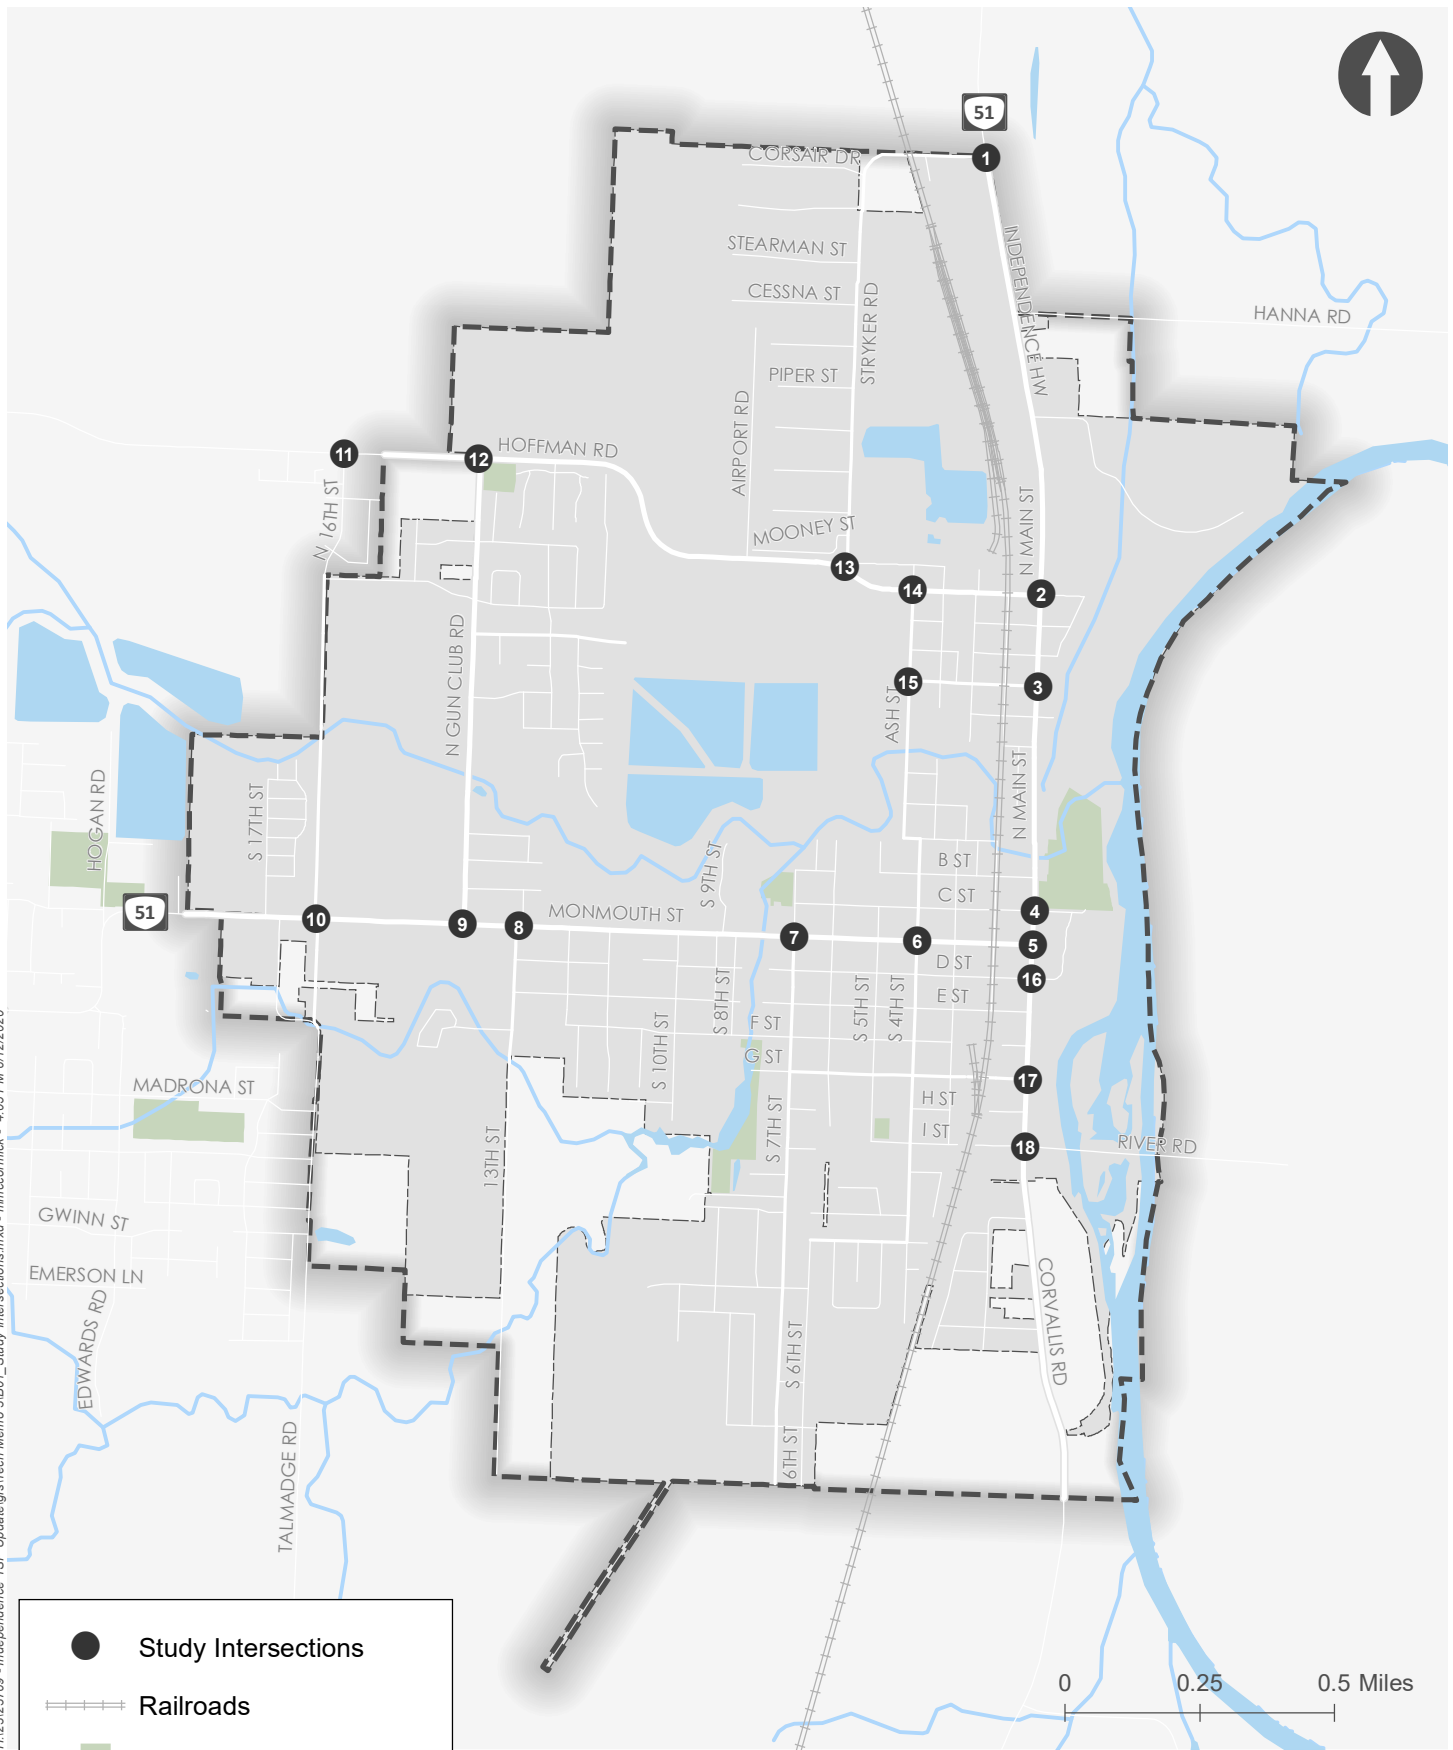 51
1
CORSAIR DR
STEARMAN ST
CESSNA ST
STRYKER RD
INDEPENDENCE HW
HANNA RD
PIPER ST
AIRPORT RD
HOFFMAN RD
11
12
N 16TH ST
MOONEY ST
N MAIN ST
13
14
2
N GUN CLUB RD
15
3
ASH ST
N MAIN ST
HOGAN RD
S 17TH ST
S 9TH ST
B ST
C ST
51
10
9
8
MONMOUTH ST
7
6
4
5
D ST
16
E ST
S 8TH ST
S 5TH ST
S 4TH ST
F ST
S 10TH ST
G ST
MADRONA ST
17
H ST
S 7TH ST
I ST
18
RIVER RD
13TH ST
GWINN ST
EMERSON LN
EDWARDS RD
CORVALLIS RD
S 6TH ST
6TH ST
TALMADGE RD
Study Intersections
Railroads
0 0.25 0.5 Miles